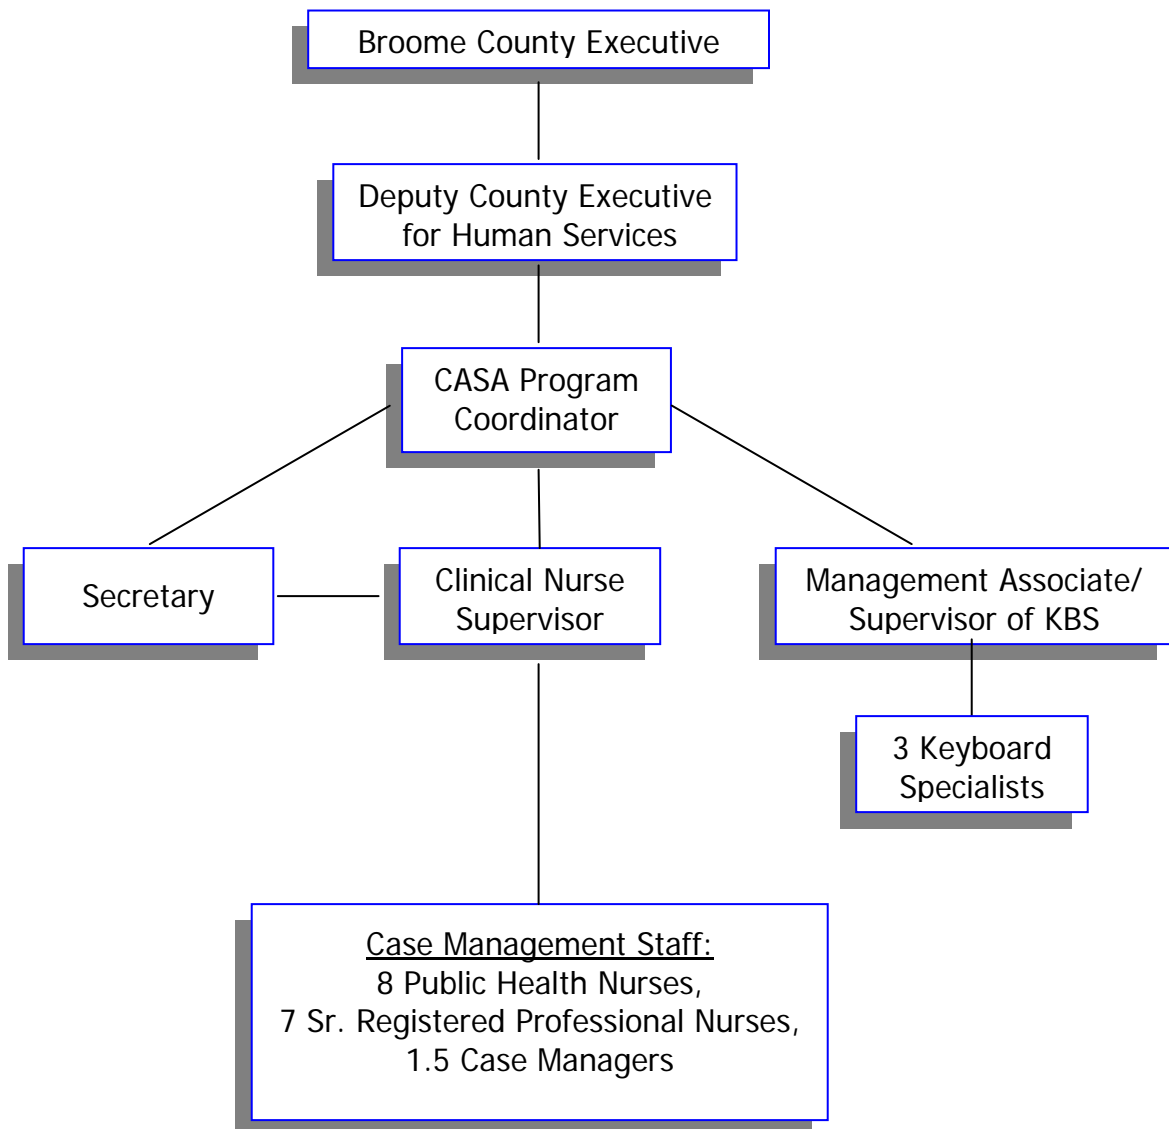 Broome County Executive
Deputy County Executive
for Human Services
CASA Program
Coordinator
Secretary
Clinical Nurse
Supervisor
Management Associate/
Supervisor of KBS
3 Keyboard
Specialists
Case Management Staff:
8 Public Health Nurses,
7 Sr. Registered Professional Nurses,
1.5 Case Managers